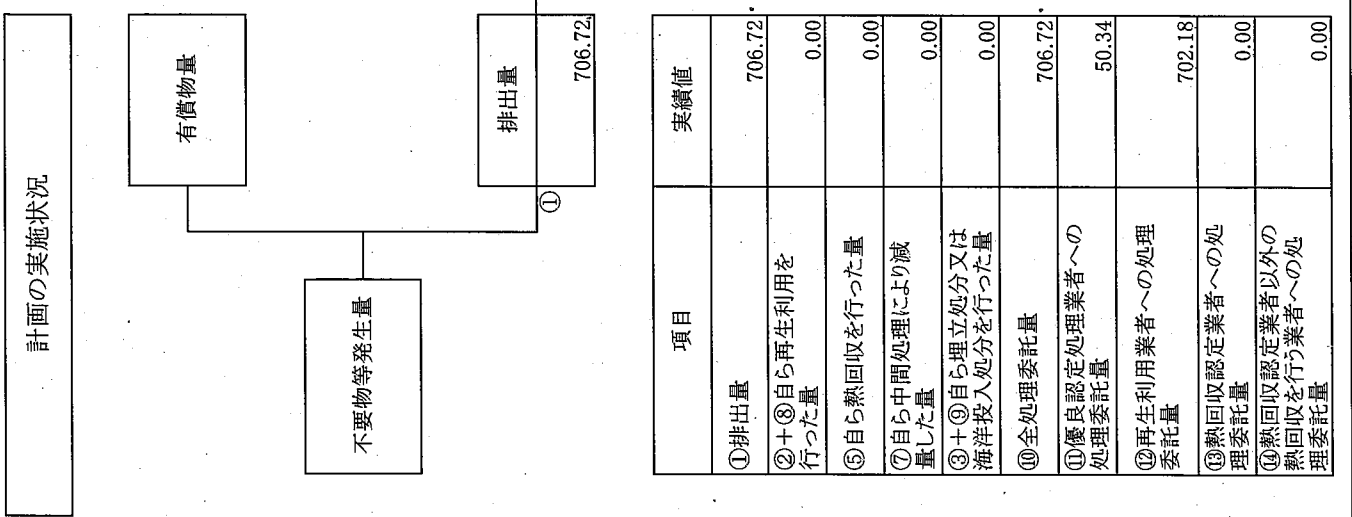 計画の実施状況
有償物量
不要物等発生量
排出量
①
706.72
項目
実績値
①排出量
706.72
②+⑧自ら再生利用を
行った量
0.00
⑤自ら熱回収を行った量
0.00
⑦自ら中間処理により減
量した量
0.00
③+⑨自ら埋立処分又は
海洋投入処分を行った量
0.00
⑩全処理委託量
706.72
⑪優良認定処理業者への
処理委託量
50.34
⑫再生利用業者への処理
委託量
702.18
⑬熱回収認定業者への処
理委託量
0.00
⑭熱回収認定業者以外の
熱回収を行う業者への処
理委託量
0.00